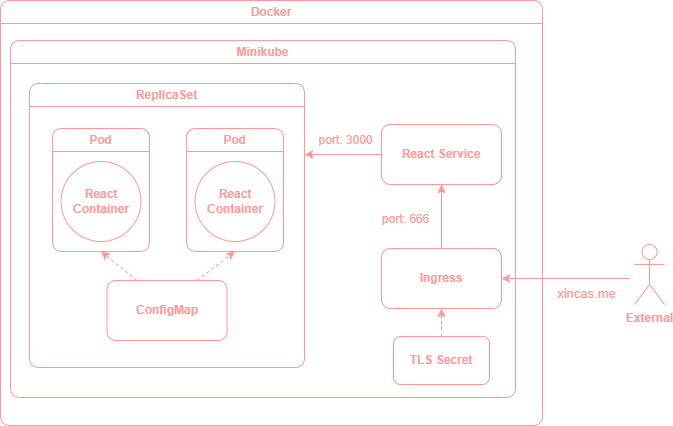 Docker
Minikube
ReplicaSet
Pod
Pod
React
Container
React
Container
ConfigMap
port: 3000
React Service
port: 666
Ingress
TLS Secret
xincas.me
External